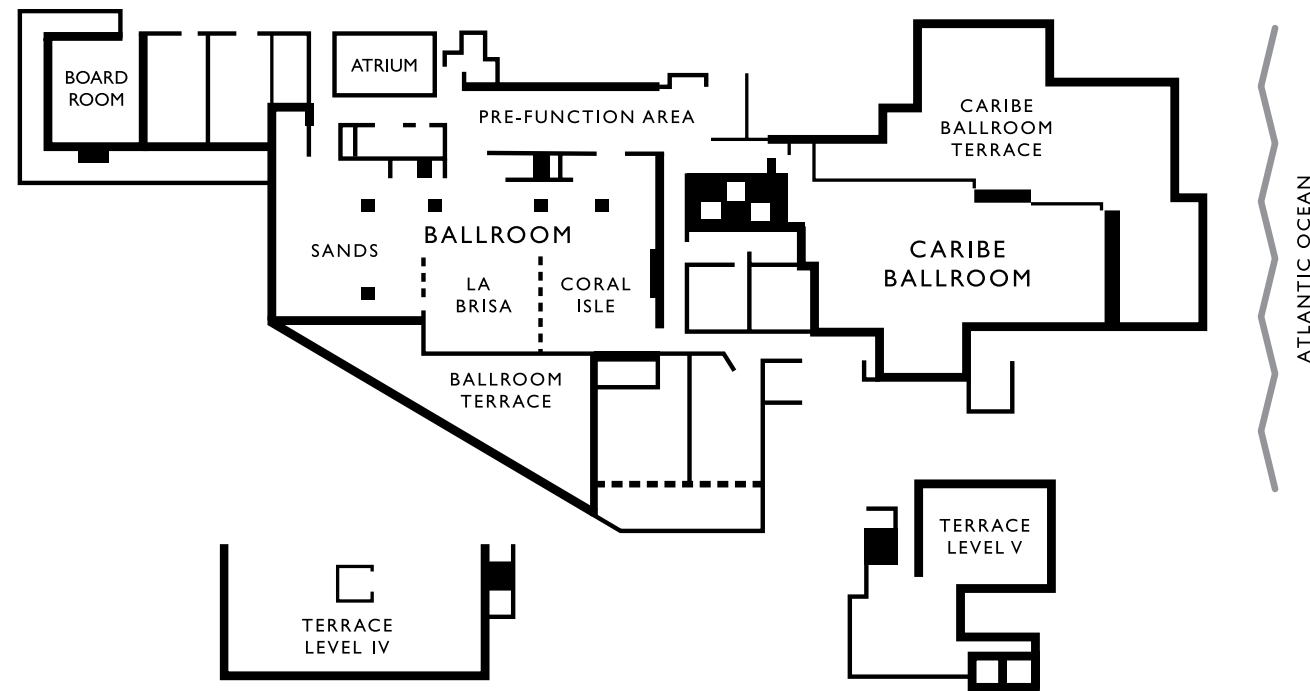 BOARD
ROOM
ATRIUM
PRE-FUNCTION AREA
CARIBE
BALLROOM
TERRACE
SANDS
BALLROOM
LA
BRISA
CORAL
ISLE
CARIBE
BALLROOM
ATLANTIC OCEAN
BALLROOM
TERRACE
TERRACE
LEVEL V
TERRACE
LEVEL IV